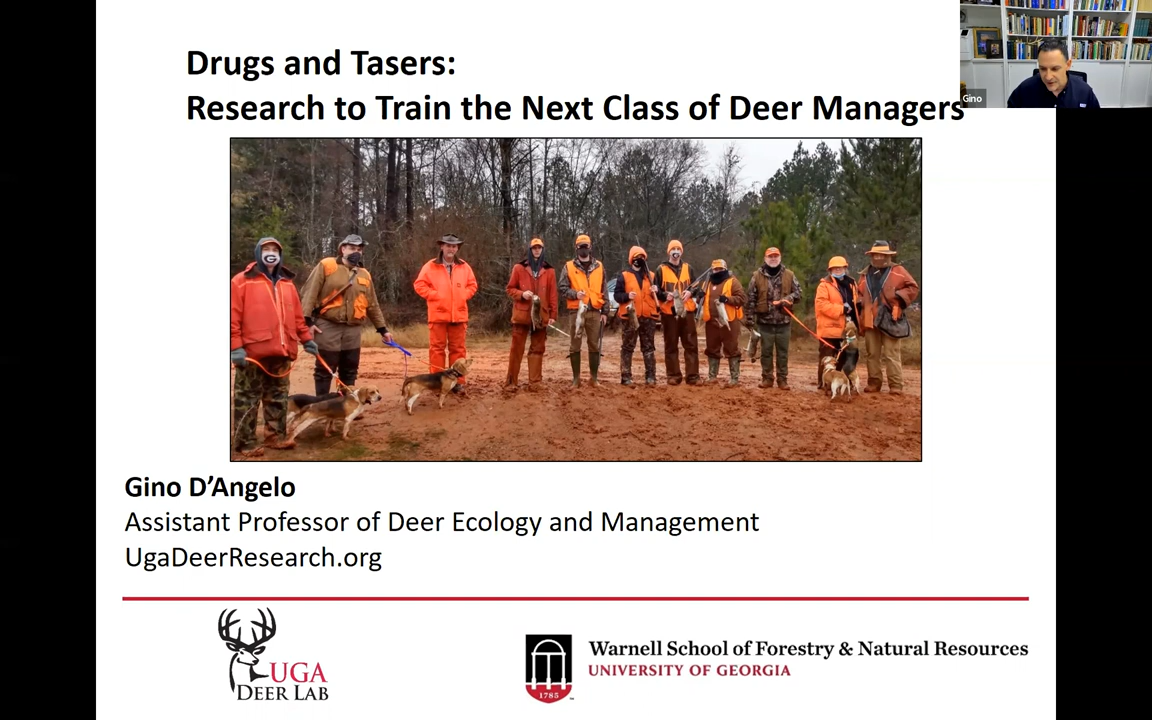 Drugs and Tasers:
Research to Train the Next Class of Deer Managers
Gino
Gino D’Angelo
Assistant Professor of Deer Ecology and Management
UgaDeerResearch.org
UGA
DEER LAB
1785
Warnell School of Forestry & Natural Resources
UNIVERSITY OF GEORGIA